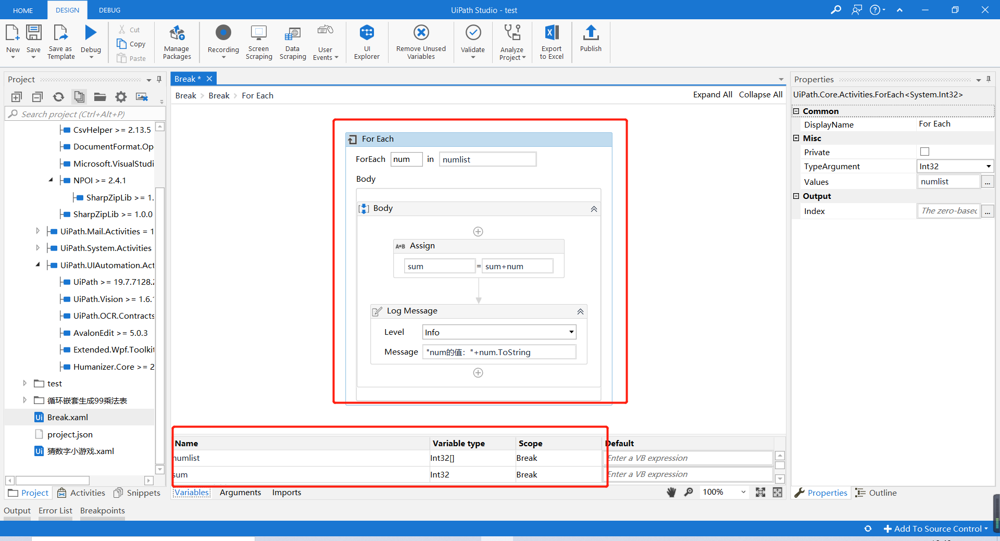 HOME
DESIGN
DEBUG
UiPath Studio - test
New
Save
Save as Template
Debug
Cut
Copy
Paste
Manage Packages
Recording
Screen Scraping
Data Scraping
User Events
UI Explorer
Remove Unused Variables
Validate
Analyze Project
Export to Excel
Publish
Project
Search project (Ctrl+Alt+P)
CsvHelper >= 2.13.5
DocumentFormat.Op
Microsoft.VisualStudi
NPOI >= 2.4.1
SharpZipLib >= 1.
SharpZipLib >= 1.0.0
UiPath.Mail.Activities = 1
UiPath.System.Activities
UiPath.UIAutomation.Act
UiPath >= 19.7.7128.2
UiPath.Vision >= 1.6.1
UiPath.OCR.Contracts
AvalonEdit >= 5.0.3
Extended.Wpf.Toolkit
Humanizer.Core >= 2
test
循环嵌套生成99乘法表
Break.xaml
project.json
猜数字小游戏.xaml
Project
Activities
Snippets
Break *
Break > Break > For Each
Expand All
Collapse All
For Each
ForEach num in numlist
Body
Body
A←B Assign
sum = sum+num
Log Message
Level Info
Message "num的值："+num.ToString
Name Variable type Scope Default
numlist Int32[] Break Enter a VB expression
sum Int32 Break Enter a VB expression
Variables
Arguments
Imports
100%
Properties
UiPath.Core.Activities.ForEach<System.Int32>
Common
DisplayName For Each
Misc
Private
TypeArgument Int32
Values numlist ...
Output
Index The zero-based ...
Properties
Outline
Output
Error List
Breakpoints
Add To Source Control